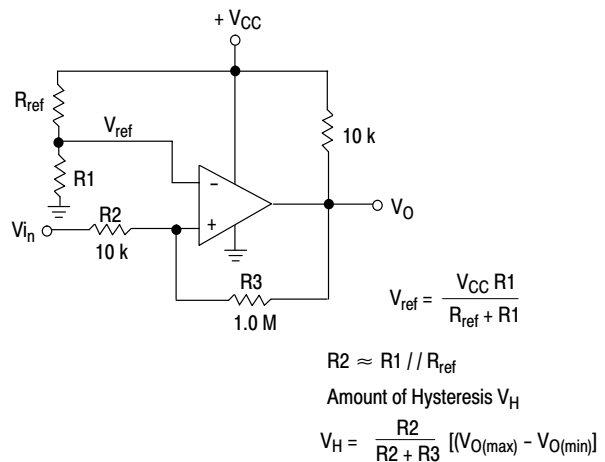 + VCC
Rref
Vref
10 k
R1
-
+
VO
Vin
R2
10 k
R3
1.0 M
Vref = VCC R1 / Rref + R1
R2 ≈ R1 // Rref
Amount of Hysteresis VH
VH = R2 / R2 + R3 [(VO(max) - VO(min)]